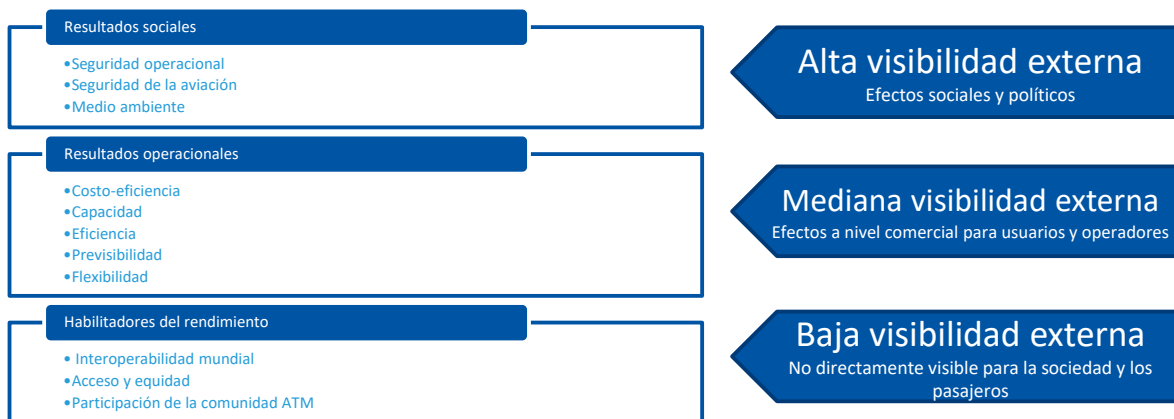 Resultados sociales
•Seguridad operacional
•Seguridad de la aviación
•Medio ambiente
Alta visibilidad externa
Efectos sociales y políticos
Resultados operacionales
•Costo-eficiencia
•Capacidad
•Eficiencia
•Previsibilidad
•Flexibilidad
Mediana visibilidad externa
Efectos a nivel comercial para usuarios y operadores
Habilitadores del rendimiento
• Interoperabilidad mundial
•Acceso y equidad
•Participación de la comunidad ATM
Baja visibilidad externa
No directamente visible para la sociedad y los
pasajeros